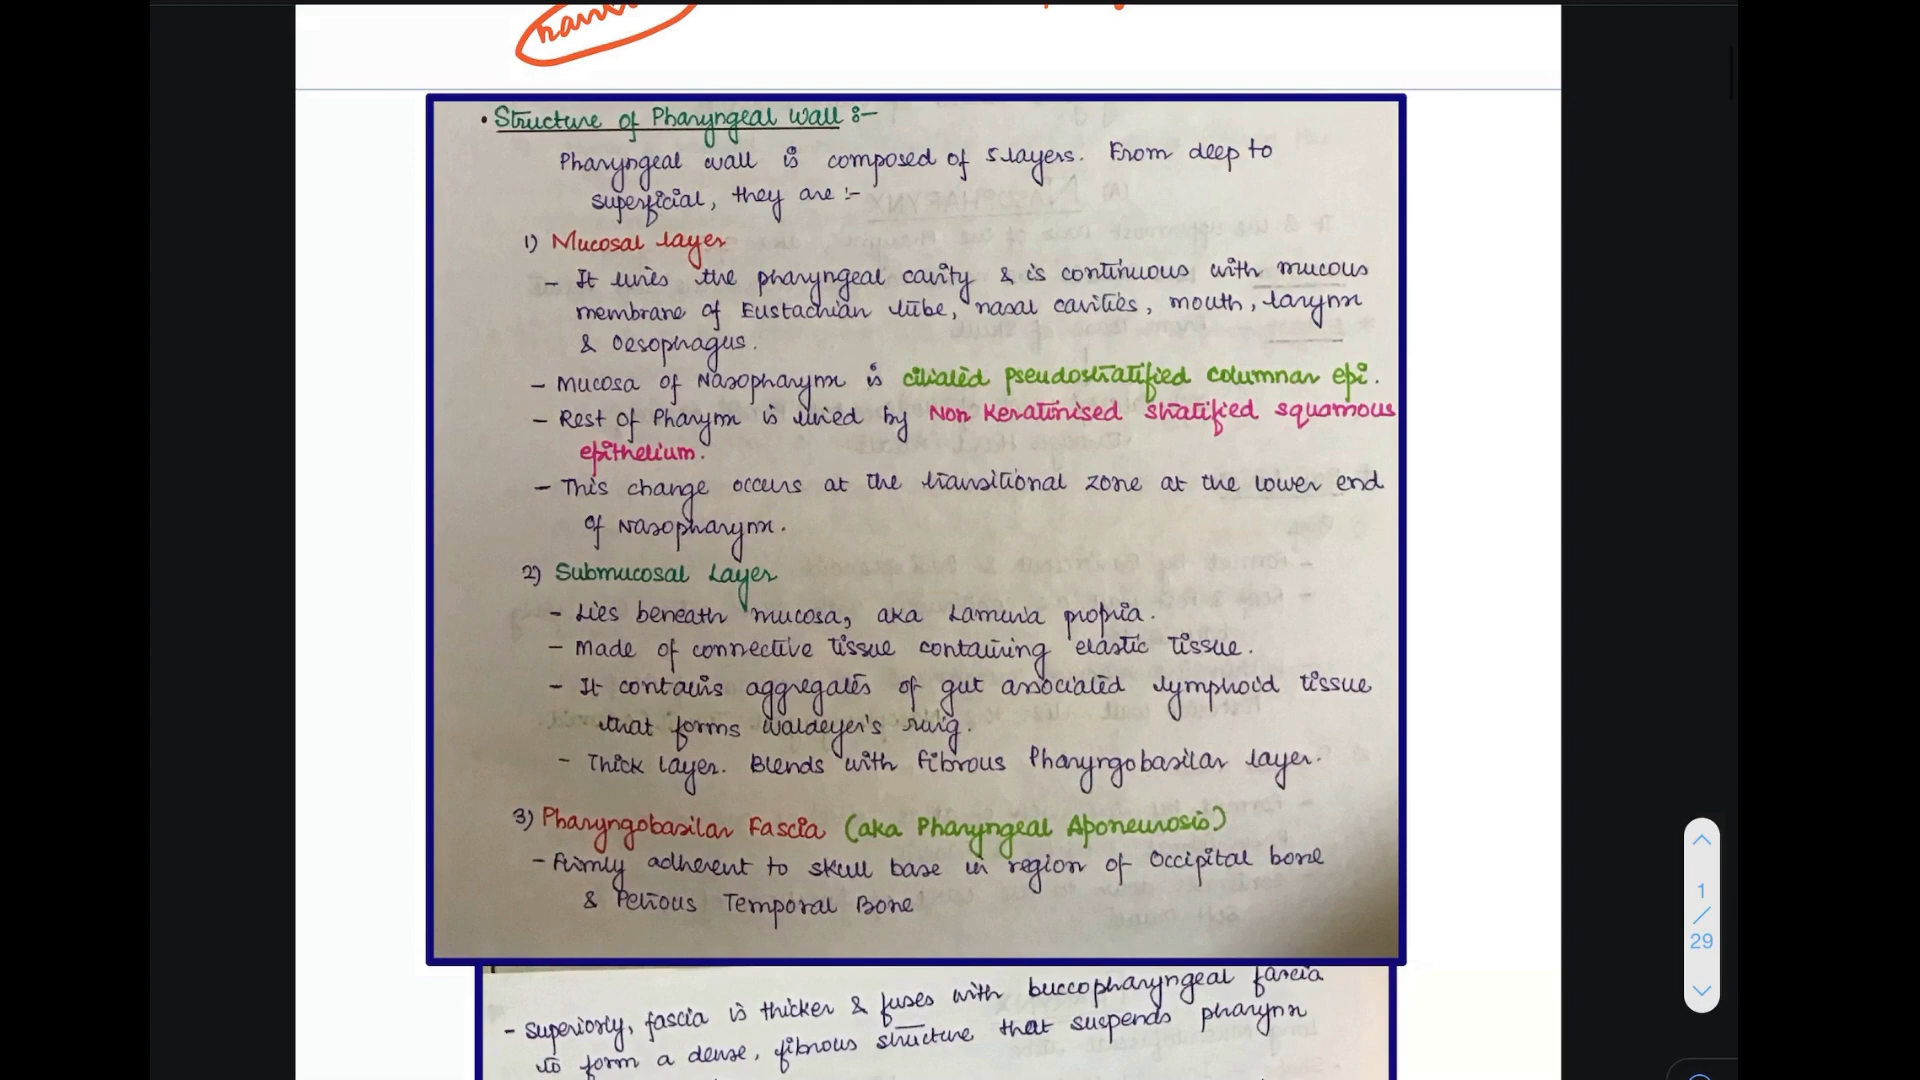 • Structure of Pharyngeal Wall :-
Pharyngeal wall is composed of 5 layers. From deep to
superficial, they are :-
1) Mucosal Layer
- It lines the pharyngeal cavity & is continuous with mucous
membrane of Eustachian tube, nasal cavities, mouth, larynx
& Oesophagus.
- Mucosa of Nasopharynx is ciliated pseudostratified columnar epi.
- Rest of Pharynx is lined by Non Keratinised stratified squamous
epithelium.
- This change occurs at the transitional zone at the lower end
of Nasopharynx.
2) Submucosal Layer
- Lies beneath mucosa, aka Lamina propria.
- Made of connective tissue containing elastic tissue.
- It contains aggregates of gut associated lymphoid tissue
that forms Waldeyer's ring.
- Thick layer. Blends with fibrous Pharyngobasilar layer.
3) Pharyngobasilar Fascia (aka Pharyngeal Aponeurosis)
- Firmly adherent to skull base in region of Occipital bone
& Petrous Temporal Bone
- Superiorly, fascia is thicker & fuses with buccopharyngeal fascia
to form a dense, fibrous structure that suspends pharynx
1
/
29